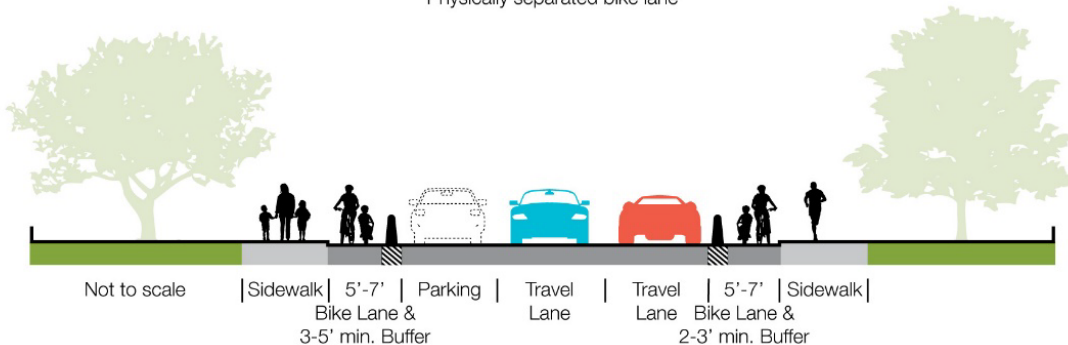 Physically separated bike lane
Not to scale
Sidewalk
5'-7'
Bike Lane &
3-5' min. Buffer
Parking
Travel
Lane
Travel
Lane
5'-7'
Bike Lane &
2-3' min. Buffer
Sidewalk